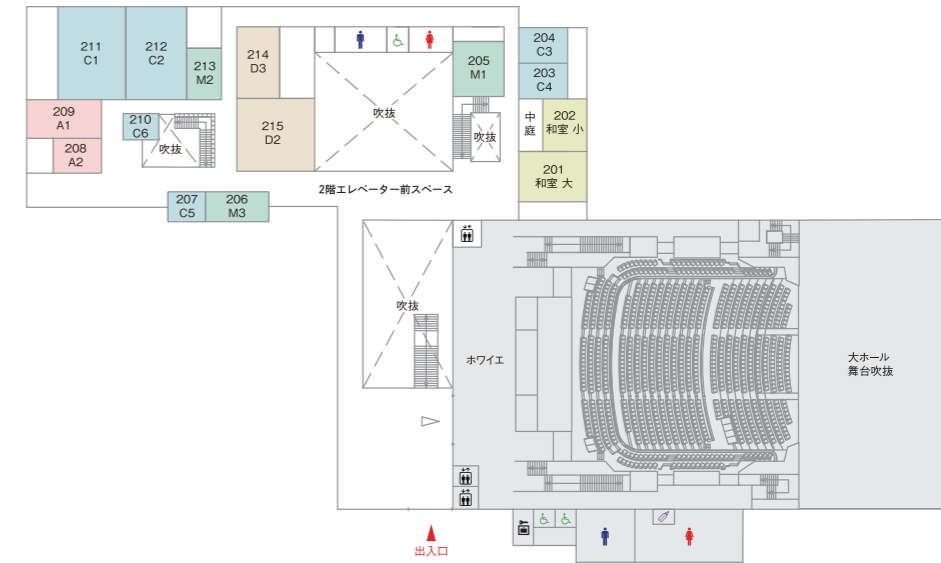 211
C1
212
C2
213
M2
214
D3
205
M1
204
C3
203
C4
209
A1
210
C6
吹抜
215
D2
吹抜
吹抜
中庭
202
和室 小
208
A2
201
和室 大
2階エレベーター前スペース
207
C5
206
M3
吹抜
ホワイエ
大ホール
舞台吹抜
出入口